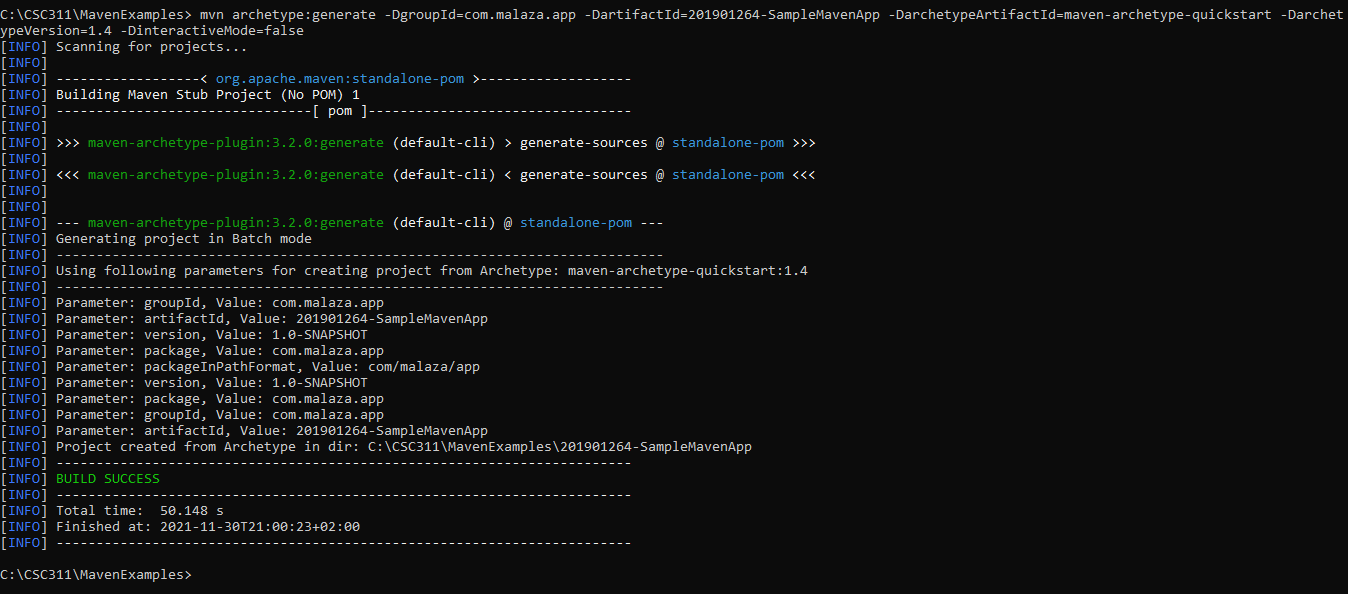 C:\CSC311\MavenExamples> mvn archetype:generate -DgroupId=com.malaza.app -DartifactId=201901264-SampleMavenApp -DarchetypeArtifactId=maven-archetype-quickstart -Darchet
ypeVersion=1.4 -DinteractiveMode=false
[INFO] Scanning for projects...
[INFO]
[INFO] ------------------< org.apache.maven:standalone-pom >-------------------
[INFO] Building Maven Stub Project (No POM) 1
[INFO] --------------------------------[ pom ]---------------------------------
[INFO]
[INFO] >>> maven-archetype-plugin:3.2.0:generate (default-cli) > generate-sources @ standalone-pom >>>
[INFO]
[INFO] <<< maven-archetype-plugin:3.2.0:generate (default-cli) < generate-sources @ standalone-pom <<<
[INFO]
[INFO]
[INFO] --- maven-archetype-plugin:3.2.0:generate (default-cli) @ standalone-pom ---
[INFO] Generating project in Batch mode
[INFO] ----------------------------------------------------------------------------
[INFO] Using following parameters for creating project from Archetype: maven-archetype-quickstart:1.4
[INFO] ----------------------------------------------------------------------------
[INFO] Parameter: groupId, Value: com.malaza.app
[INFO] Parameter: artifactId, Value: 201901264-SampleMavenApp
[INFO] Parameter: version, Value: 1.0-SNAPSHOT
[INFO] Parameter: package, Value: com.malaza.app
[INFO] Parameter: packageInPathFormat, Value: com/malaza/app
[INFO] Parameter: version, Value: 1.0-SNAPSHOT
[INFO] Parameter: package, Value: com.malaza.app
[INFO] Parameter: groupId, Value: com.malaza.app
[INFO] Parameter: artifactId, Value: 201901264-SampleMavenApp
[INFO] Project created from Archetype in dir: C:\CSC311\MavenExamples\201901264-SampleMavenApp
[INFO] ------------------------------------------------------------------------
[INFO] BUILD SUCCESS
[INFO] ------------------------------------------------------------------------
[INFO] Total time:  50.148 s
[INFO] Finished at: 2021-11-30T21:00:23+02:00
[INFO] ------------------------------------------------------------------------
C:\CSC311\MavenExamples>